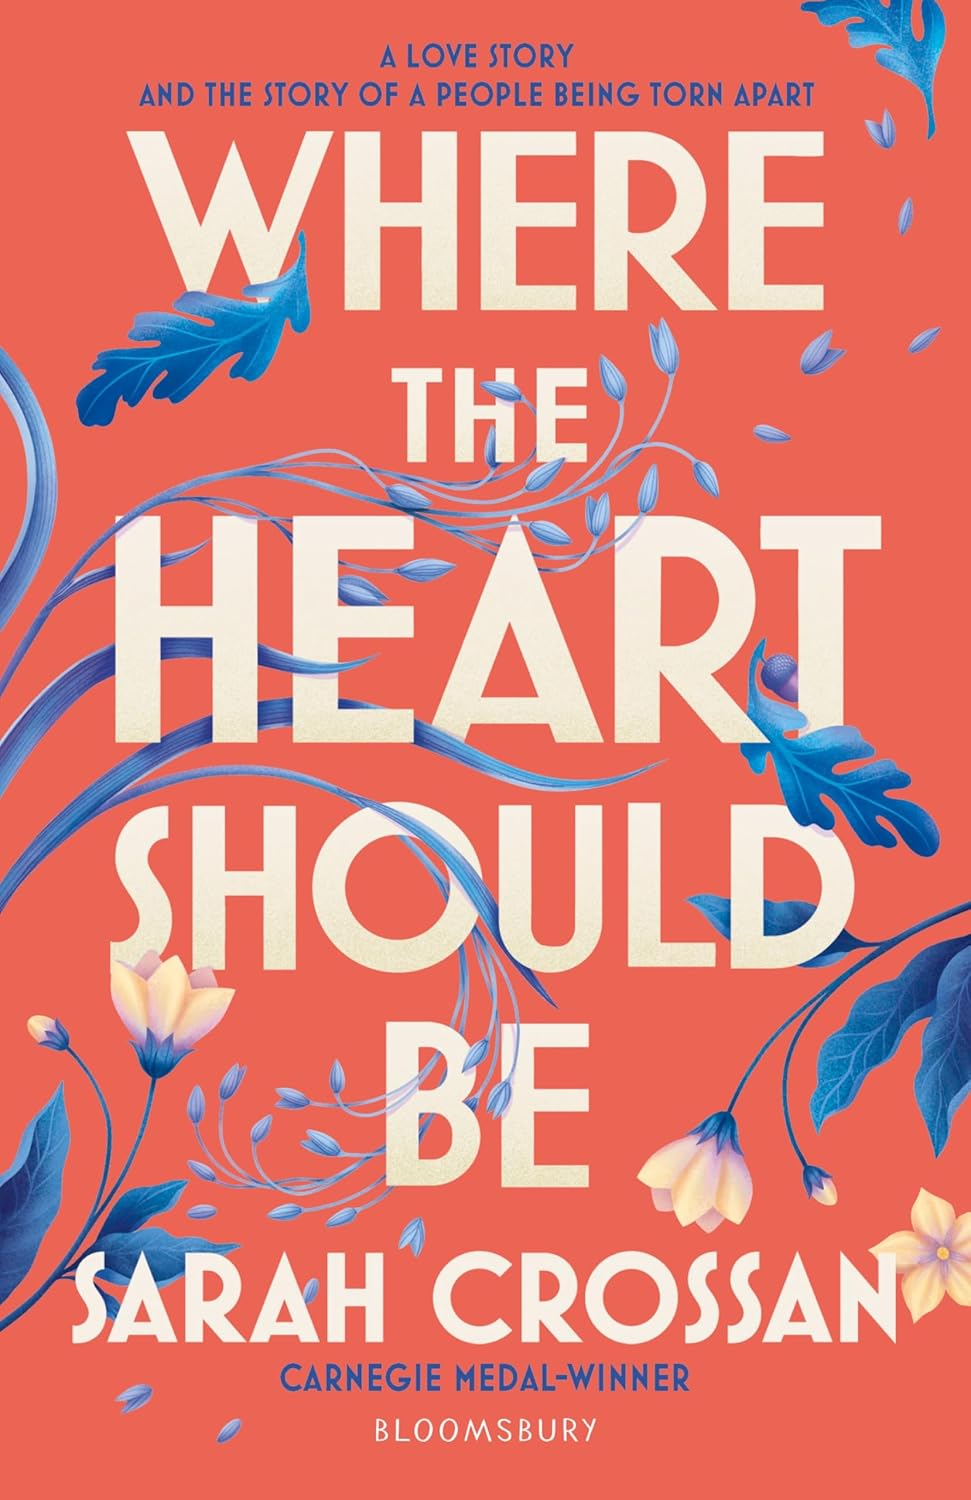 A LOVE STORY
AND THE STORY OF A PEOPLE BEING TORN APART
WHERE
THE
HEART
SHOULD
BE
SARAH CROSSAN
CARNEGIE MEDAL-WINNER
BLOOMSBURY